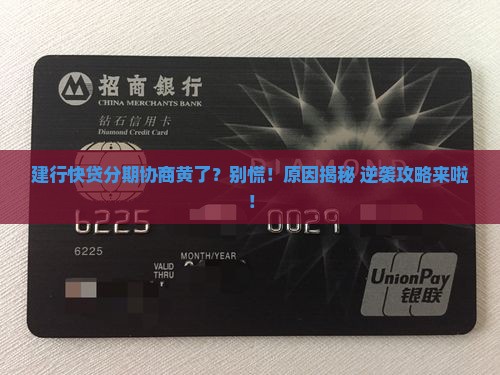 招商銀行
CHINA MERCHANTS BANK
钻石信用卡
Diamond Credit Card
DIAMOND
建行快贷分期协商黄了？别慌！原因揭秘 逆袭攻略来啦
！
6225 0029
6225
MONTH/YEAR
VALID
THRU
UnionPay
银联